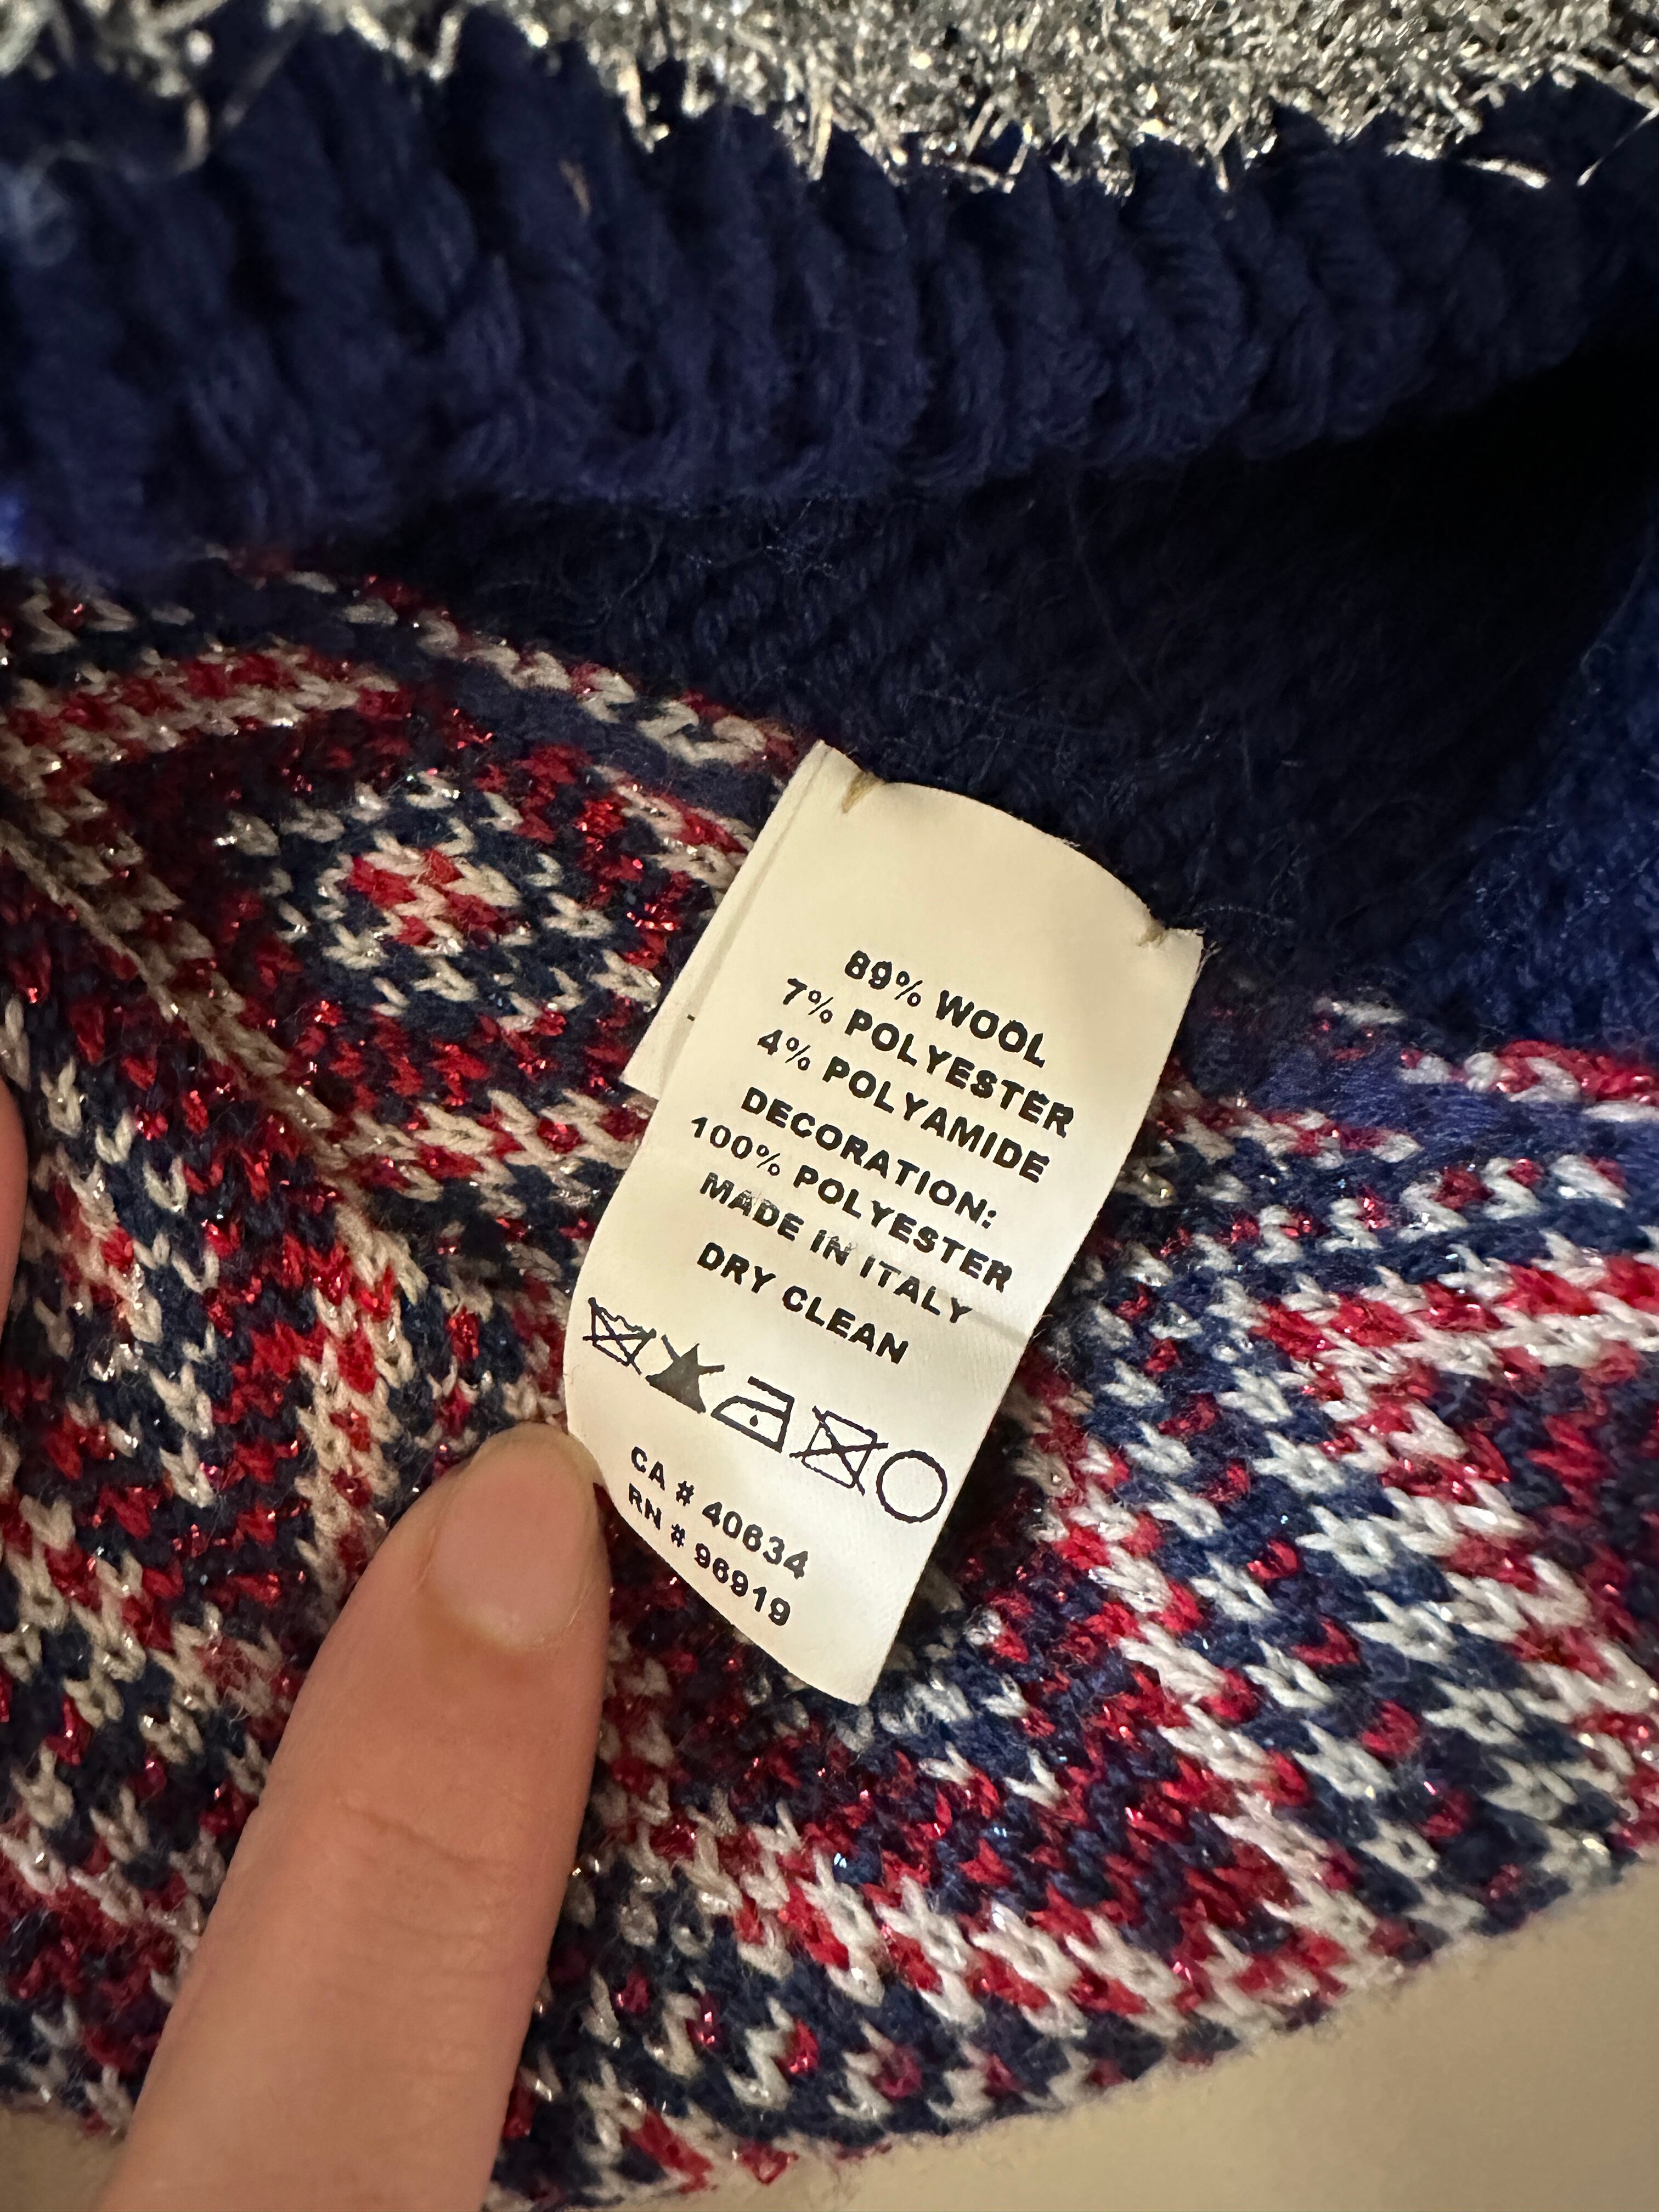 89% WOOL
7% POLYESTER
4% POLYAMIDE
DECORATION:
100% POLYESTER
MADE IN ITALY
DRY CLEAN
CA # 40634
RN # 96919